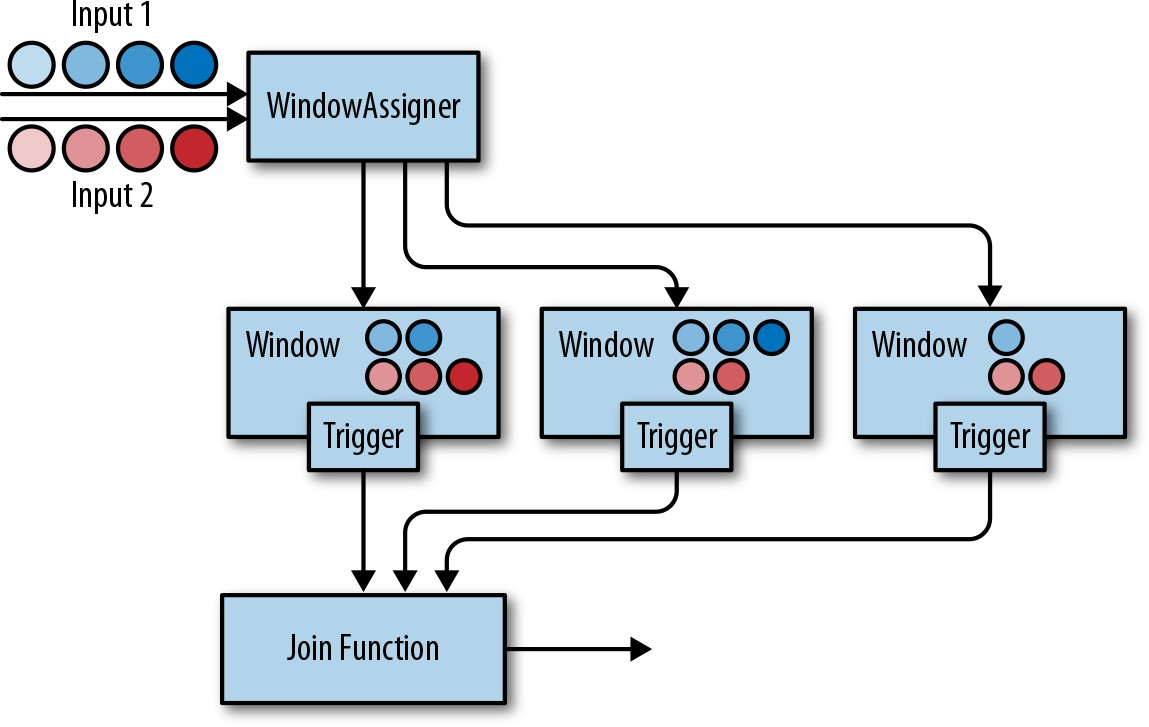 Input 1
WindowAssigner
Input 2
Window
Window
Window
Trigger
Trigger
Trigger
Join Function